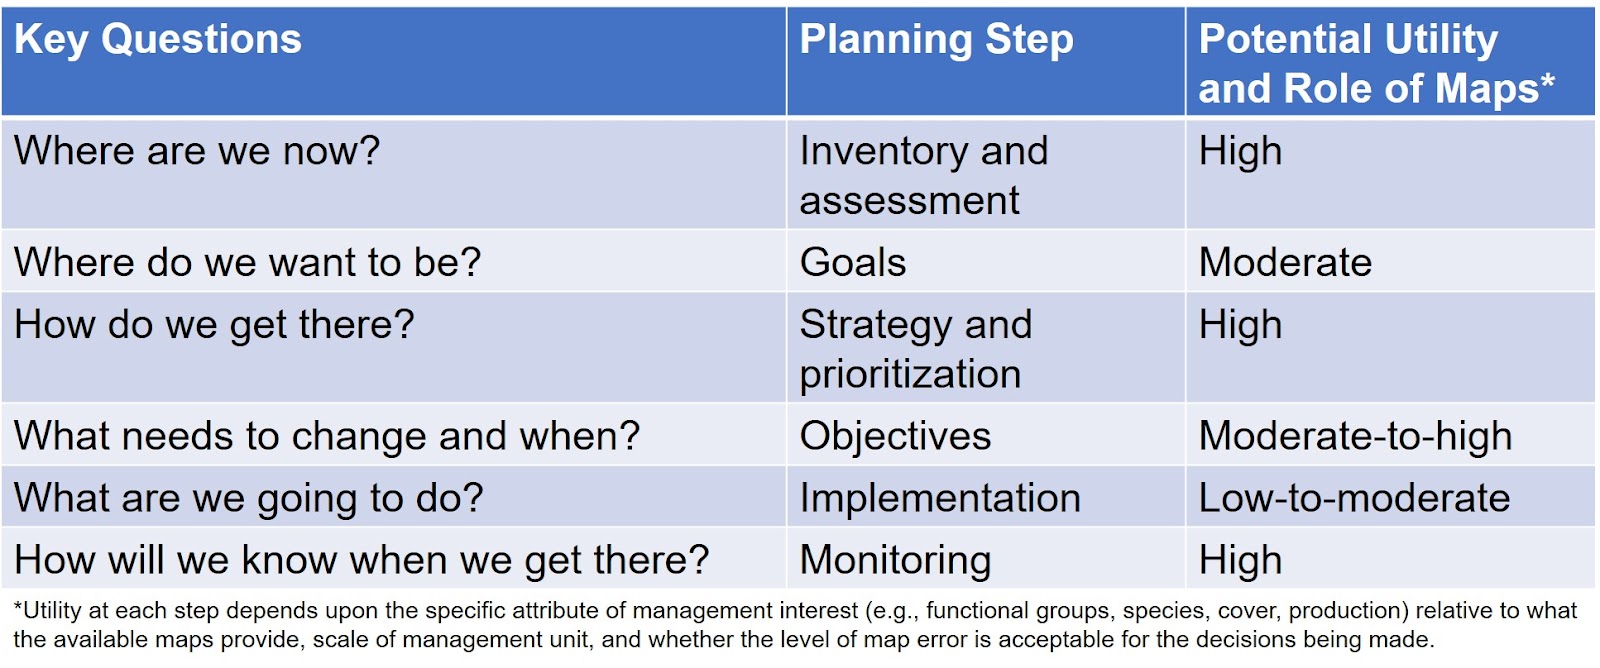 Key Questions Planning Step Potential Utility
and Role of Maps*
Where are we now? Inventory and High
assessment
Where do we want to be? Goals Moderate
How do we get there? Strategy and High
prioritization
What needs to change and when? Objectives Moderate-to-high
What are we going to do? Implementation Low-to-moderate
How will we know when we get there? Monitoring High
*Utility at each step depends upon the specific attribute of management interest (e.g., functional groups, species, cover, production) relative to what
the available maps provide, scale of management unit, and whether the level of map error is acceptable for the decisions being made.